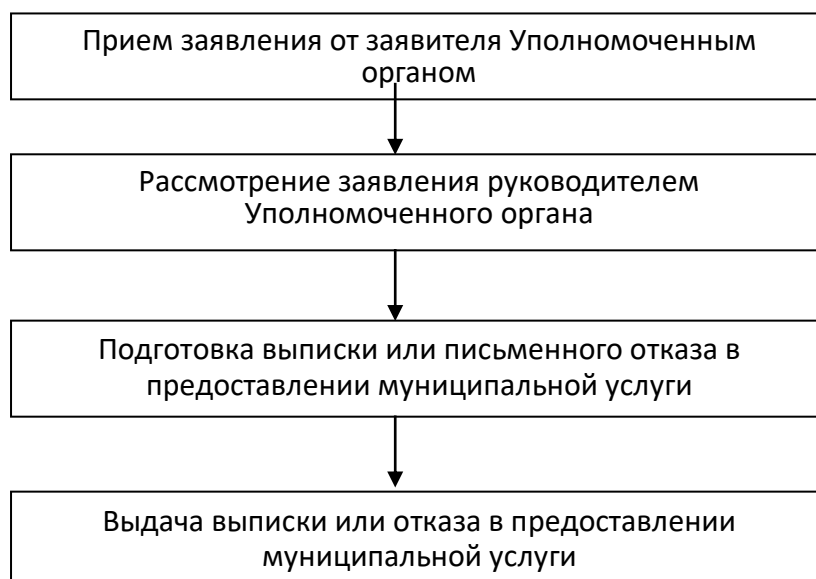 Прием заявления от заявителя Уполномоченным
органом
Рассмотрение заявления руководителем
Уполномоченного органа
Подготовка выписки или письменного отказа в
предоставлении муниципальной услуги
Выдача выписки или отказа в предоставлении
муниципальной услуги